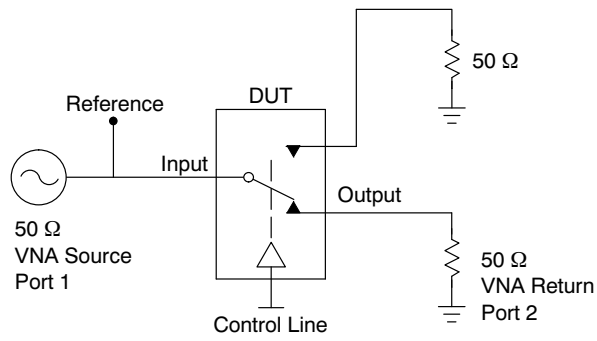 50 Ω
DUT
Reference
Input
Output
50 Ω
VNA Source
Port 1
50 Ω
VNA Return
Port 2
Control Line